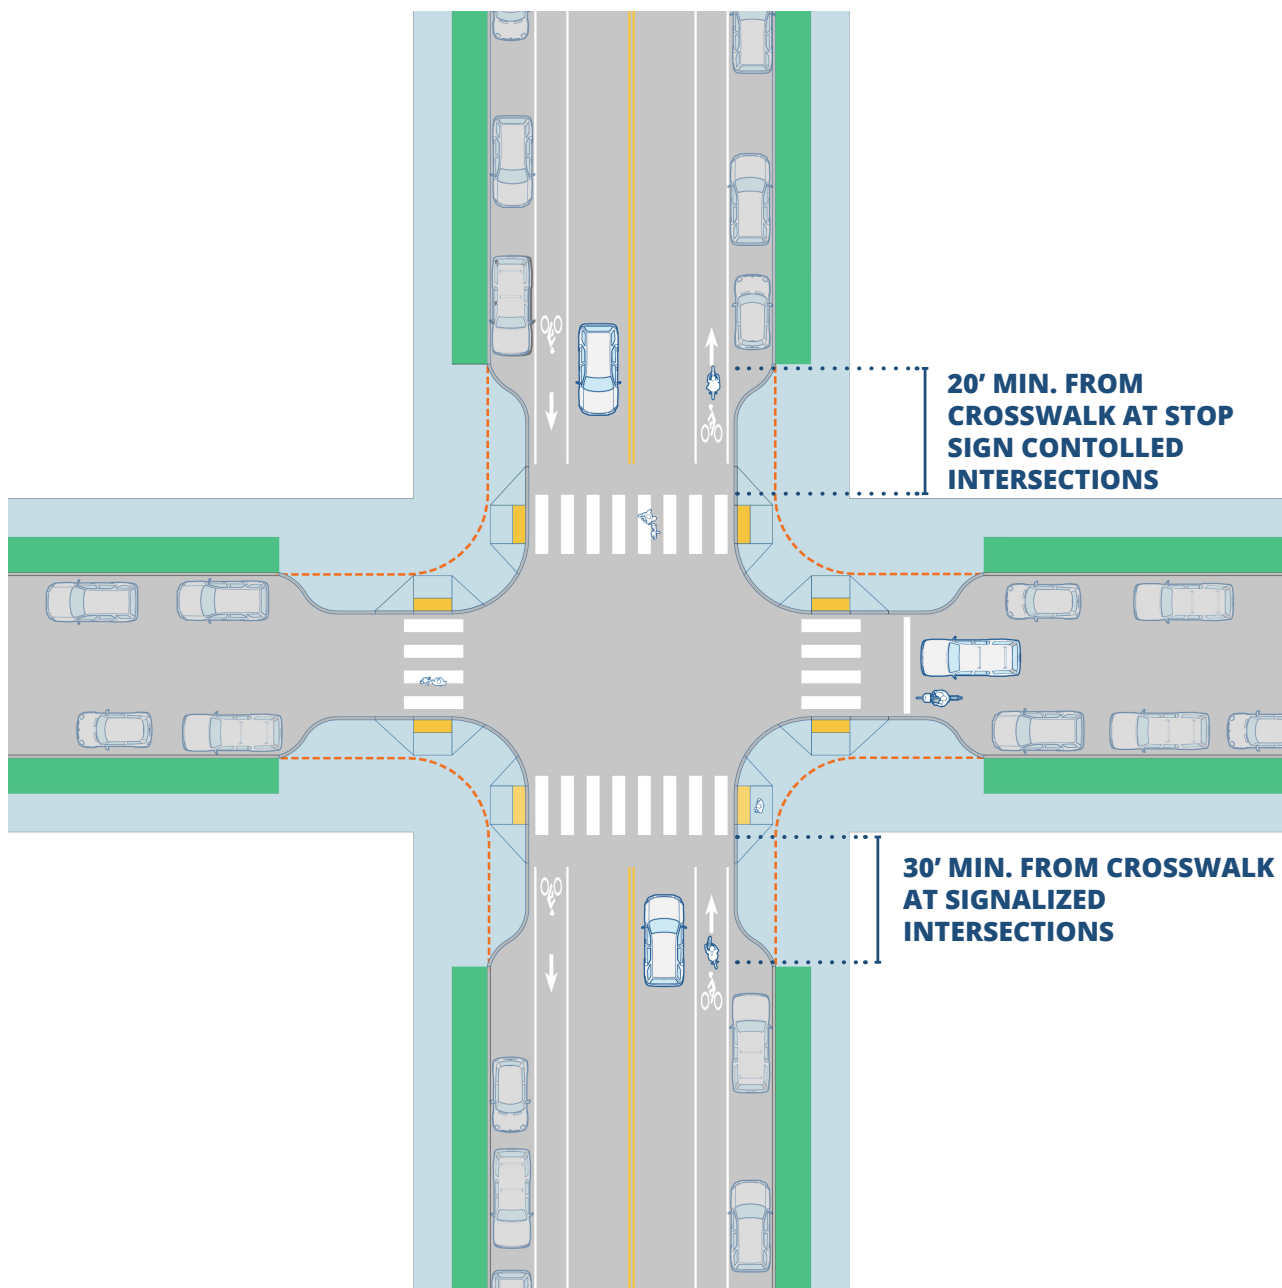 20’ MIN. FROM
CROSSWALK AT STOP
SIGN CONTOLLED
INTERSECTIONS
30’ MIN. FROM CROSSWALK
AT SIGNALIZED
INTERSECTIONS